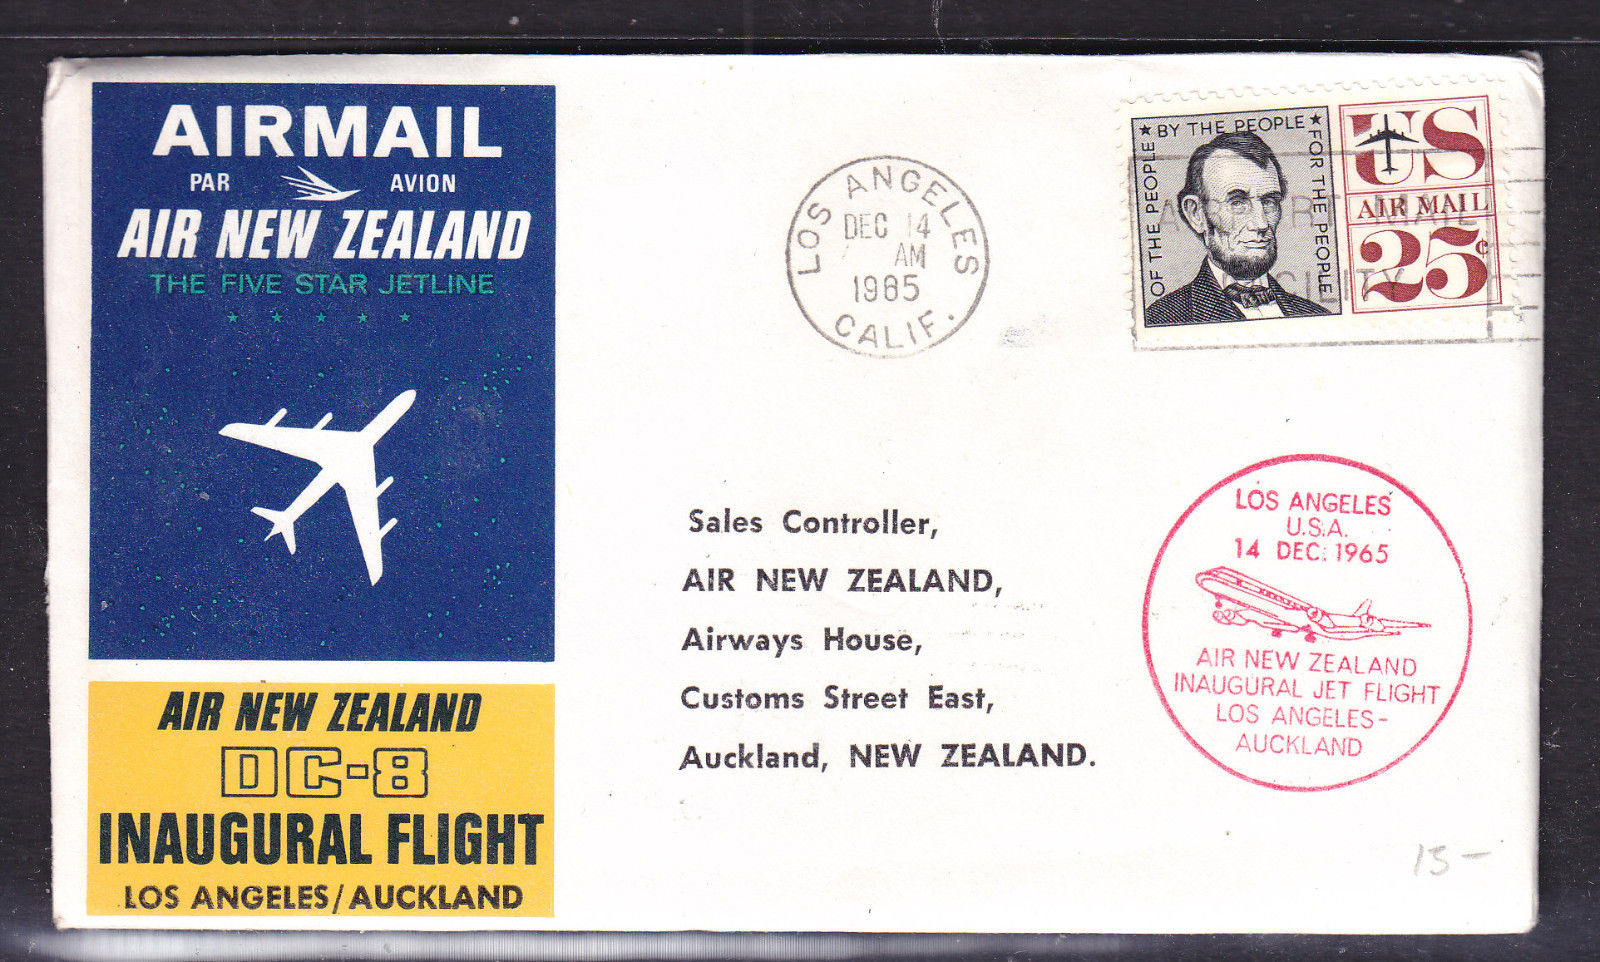 AIRMAIL
PAR AVION
AIR NEW ZEALAND
THE FIVE STAR JETLINE
AIR NEW ZEALAND
DC-8
INAUGURAL FLIGHT
LOS ANGELES/AUCKLAND
LOS ANGELES
DEC 14
AM
1965
CALIF.
OF THE PEOPLE ★ BY THE PEOPLE ★ FOR THE PEOPLE
US
AIR MAIL
25¢
AIRPORT MAIL
FACILITY
Sales Controller,
AIR NEW ZEALAND,
Airways House,
Customs Street East,
Auckland, NEW ZEALAND.
LOS ANGELES
U.S.A.
14 DEC. 1965
AIR NEW ZEALAND
INAUGURAL JET FLIGHT
LOS ANGELES-
AUCKLAND
15-